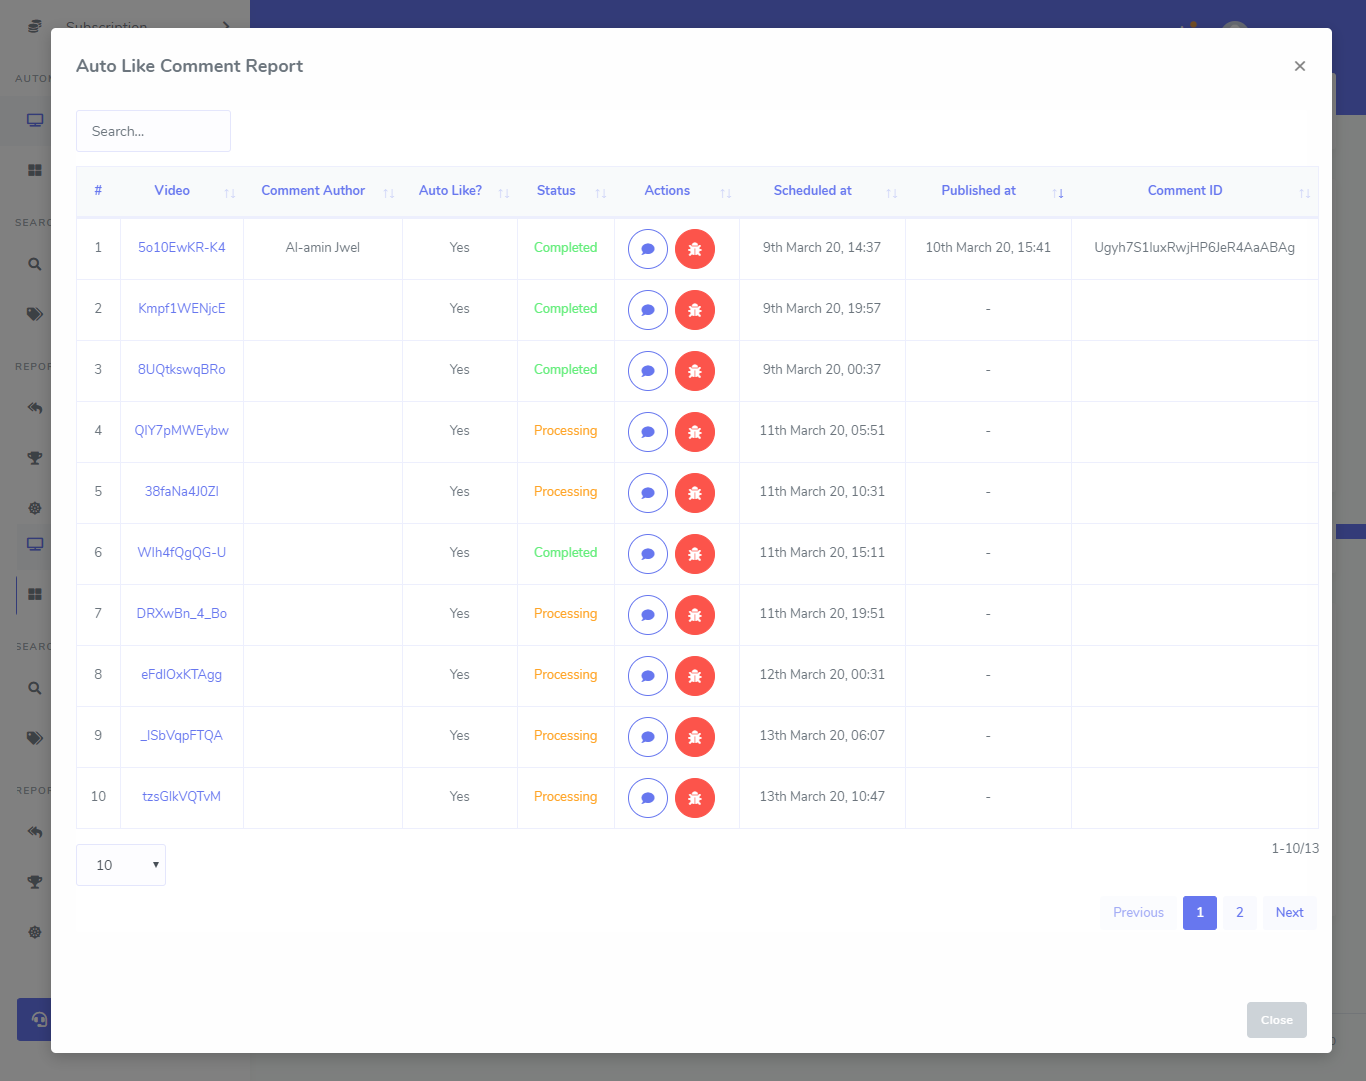 Subscription
Auto Like Comment Report
×
AUTOM
Search...
# Video Comment Author Auto Like? Status Actions Scheduled at Published at Comment ID
SEARC
1 5o10EwKR-K4 Al-amin Jwel Yes Completed 9th March 20, 14:37 10th March 20, 15:41 Ugyh7S1IuxRwjHP6JeR4AaABAg
2 Kmpf1WENjcE Yes Completed 9th March 20, 19:57 -
REPOR
3 8UQtkswqBRo Yes Completed 9th March 20, 00:37 -
4 QIY7pMWEybw Yes Processing 11th March 20, 05:51 -
5 38faNa4J0ZI Yes Processing 11th March 20, 10:31 -
6 WIh4fQgQG-U Yes Completed 11th March 20, 15:11 -
7 DRXwBn_4_Bo Yes Processing 11th March 20, 19:51 -
SEARC
8 eFdIOxKTAgg Yes Processing 12th March 20, 00:31 -
9 _ISbVqpFTQA Yes Processing 13th March 20, 06:07 -
REPOR
10 tzsGIkVQTvM Yes Processing 13th March 20, 10:47 -
10
1-10/13
Previous 1 2 Next
Close